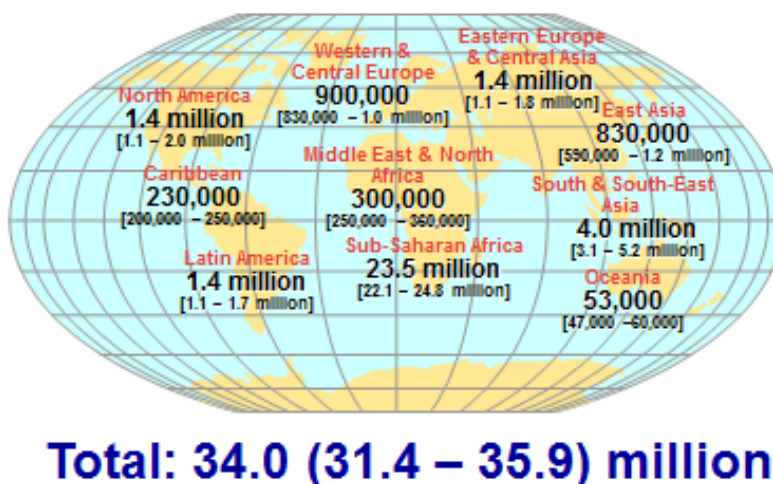 Western &
Central Europe
900,000
[830,000 – 1.0 million]
Eastern Europe
& Central Asia
1.4 million
[1.1 – 1.8 million]
North America
1.4 million
[1.1 – 2.0 million]
East Asia
830,000
[590,000 – 1.2 million]
Caribbean
230,000
[200,000 – 250,000]
Middle East & North
Africa
300,000
[250,000 – 360,000]
South & South-East
Asia
4.0 million
[3.1 – 5.2 million]
Latin America
1.4 million
[1.1 – 1.7 million]
Sub-Saharan Africa
23.5 million
[22.1 – 24.8 million]
Oceania
53,000
[47,000 –60,000]
Total: 34.0 (31.4 – 35.9) million